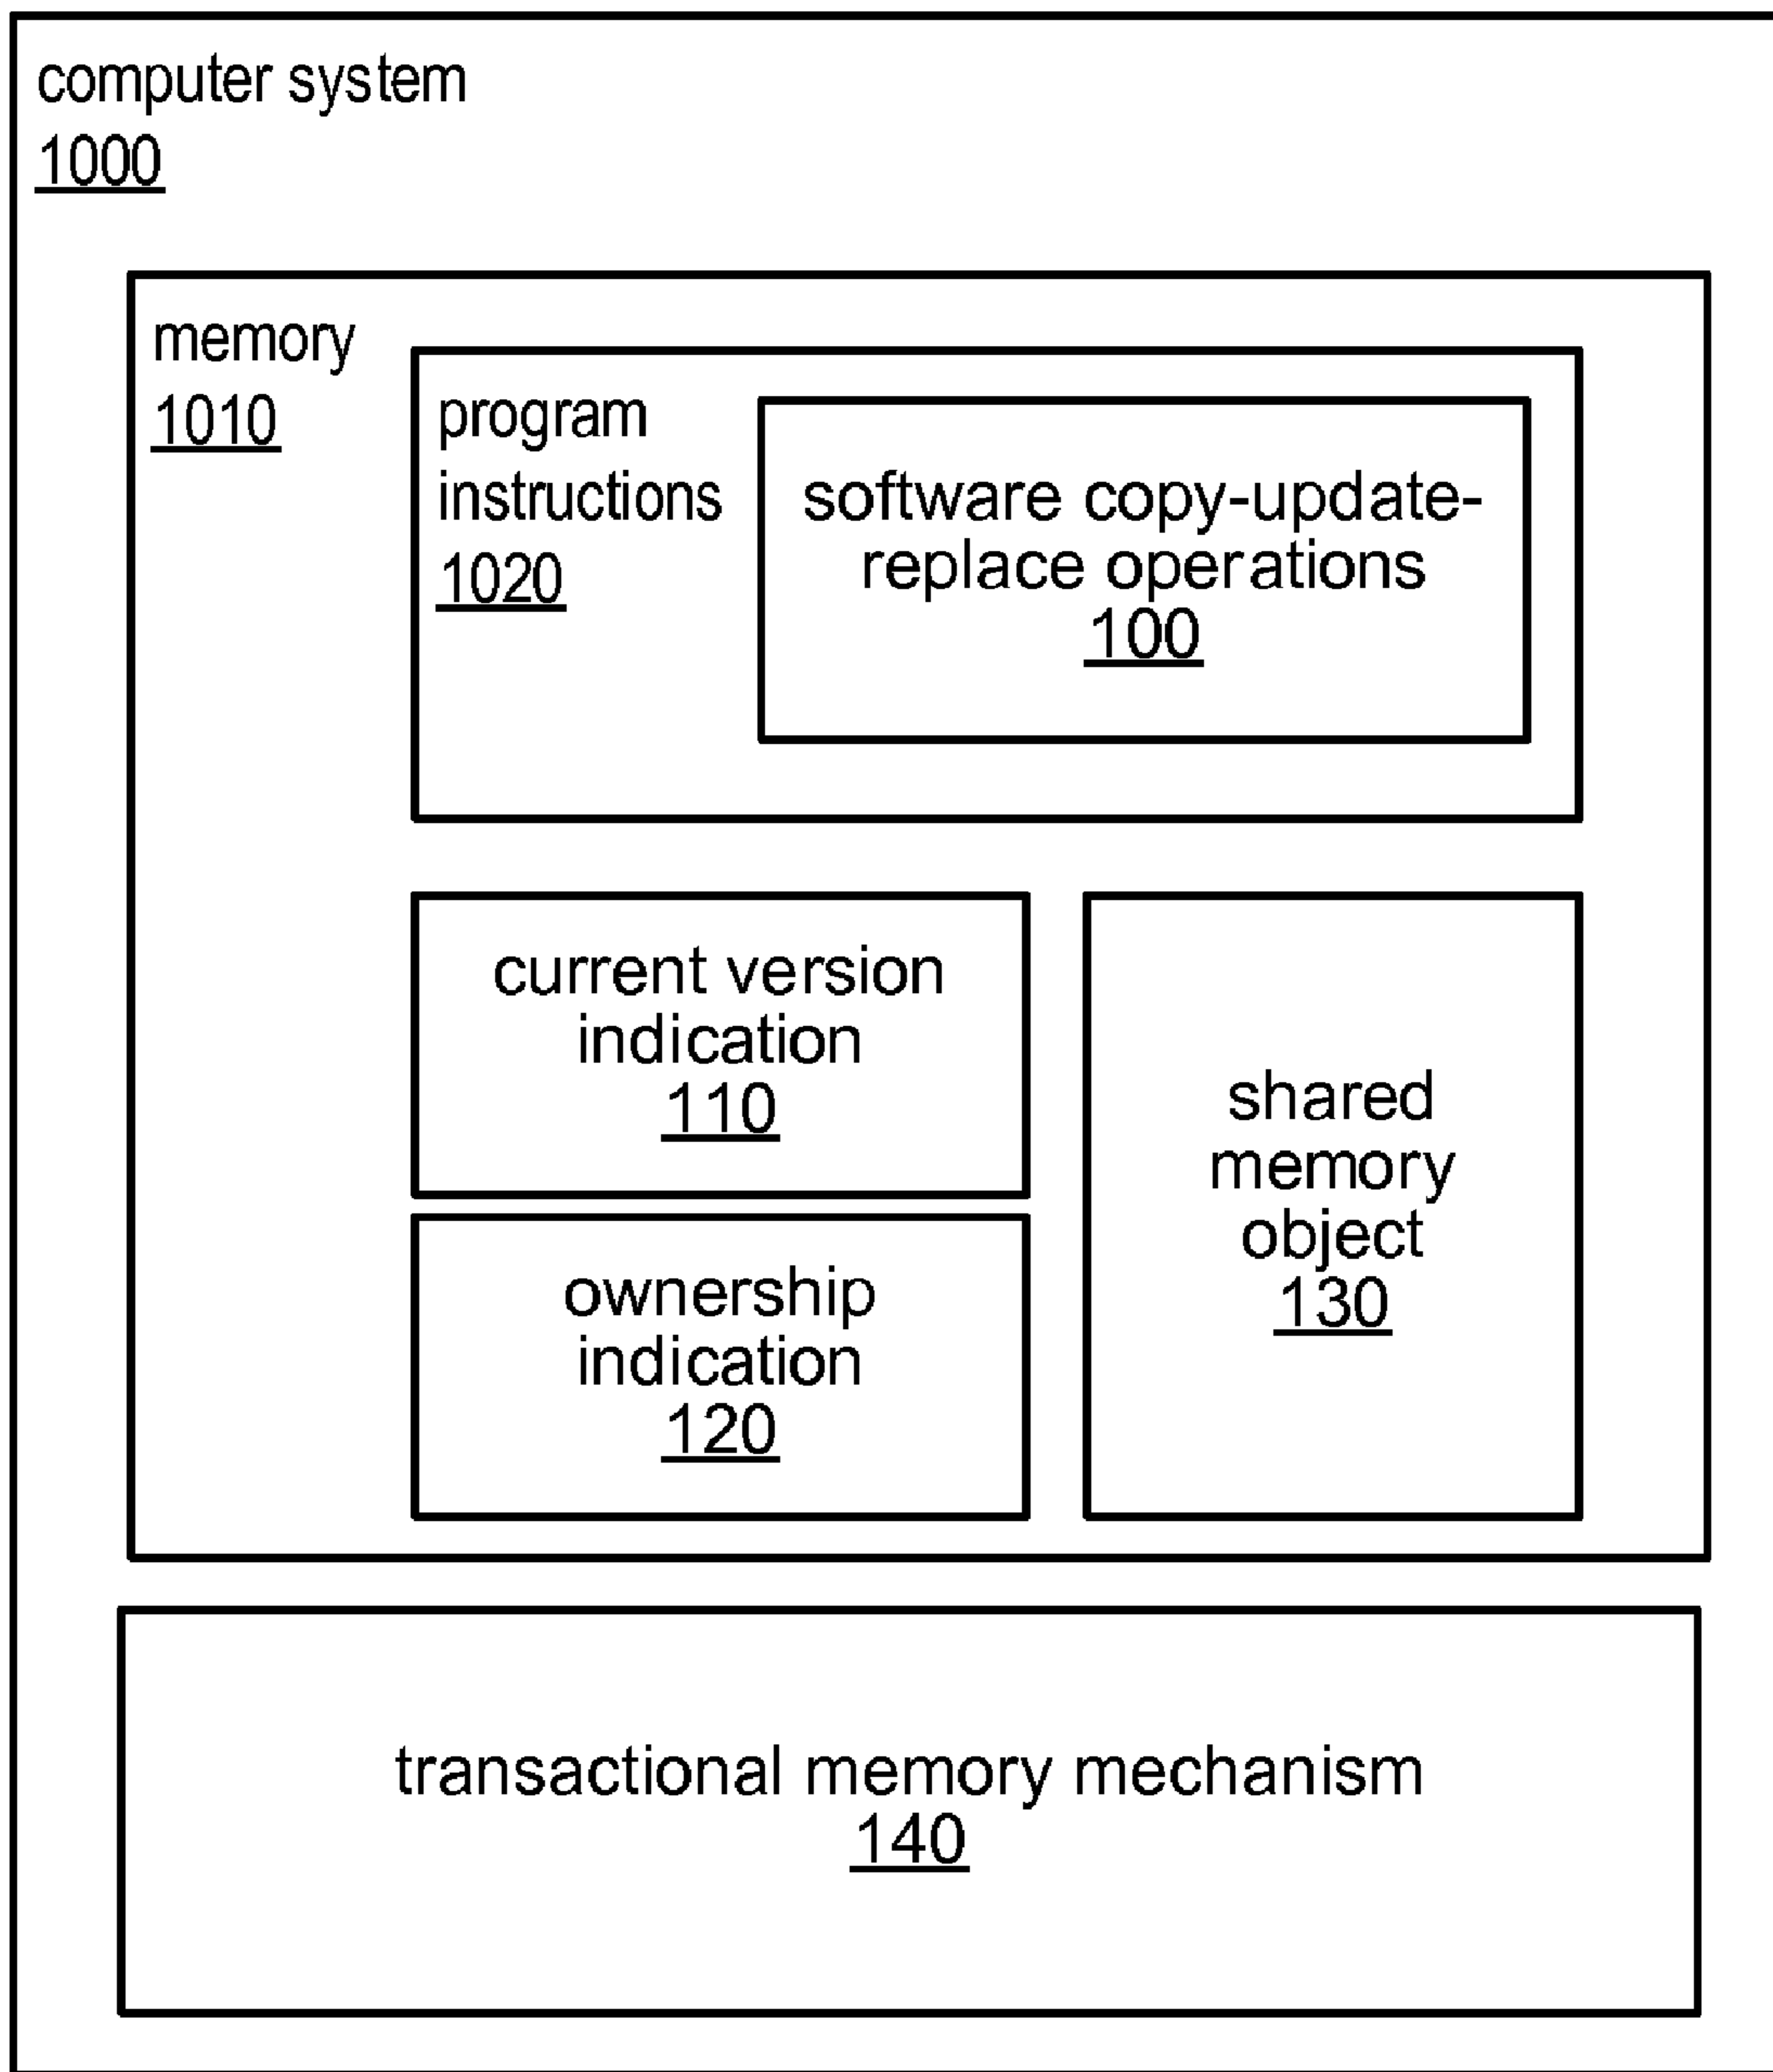 computer system
1000
memory
1010
program
instructions
1020
software copy-update-
replace operations
100
current version
indication
110
ownership
indication
120
shared
memory
object
130
transactional memory mechanism
140